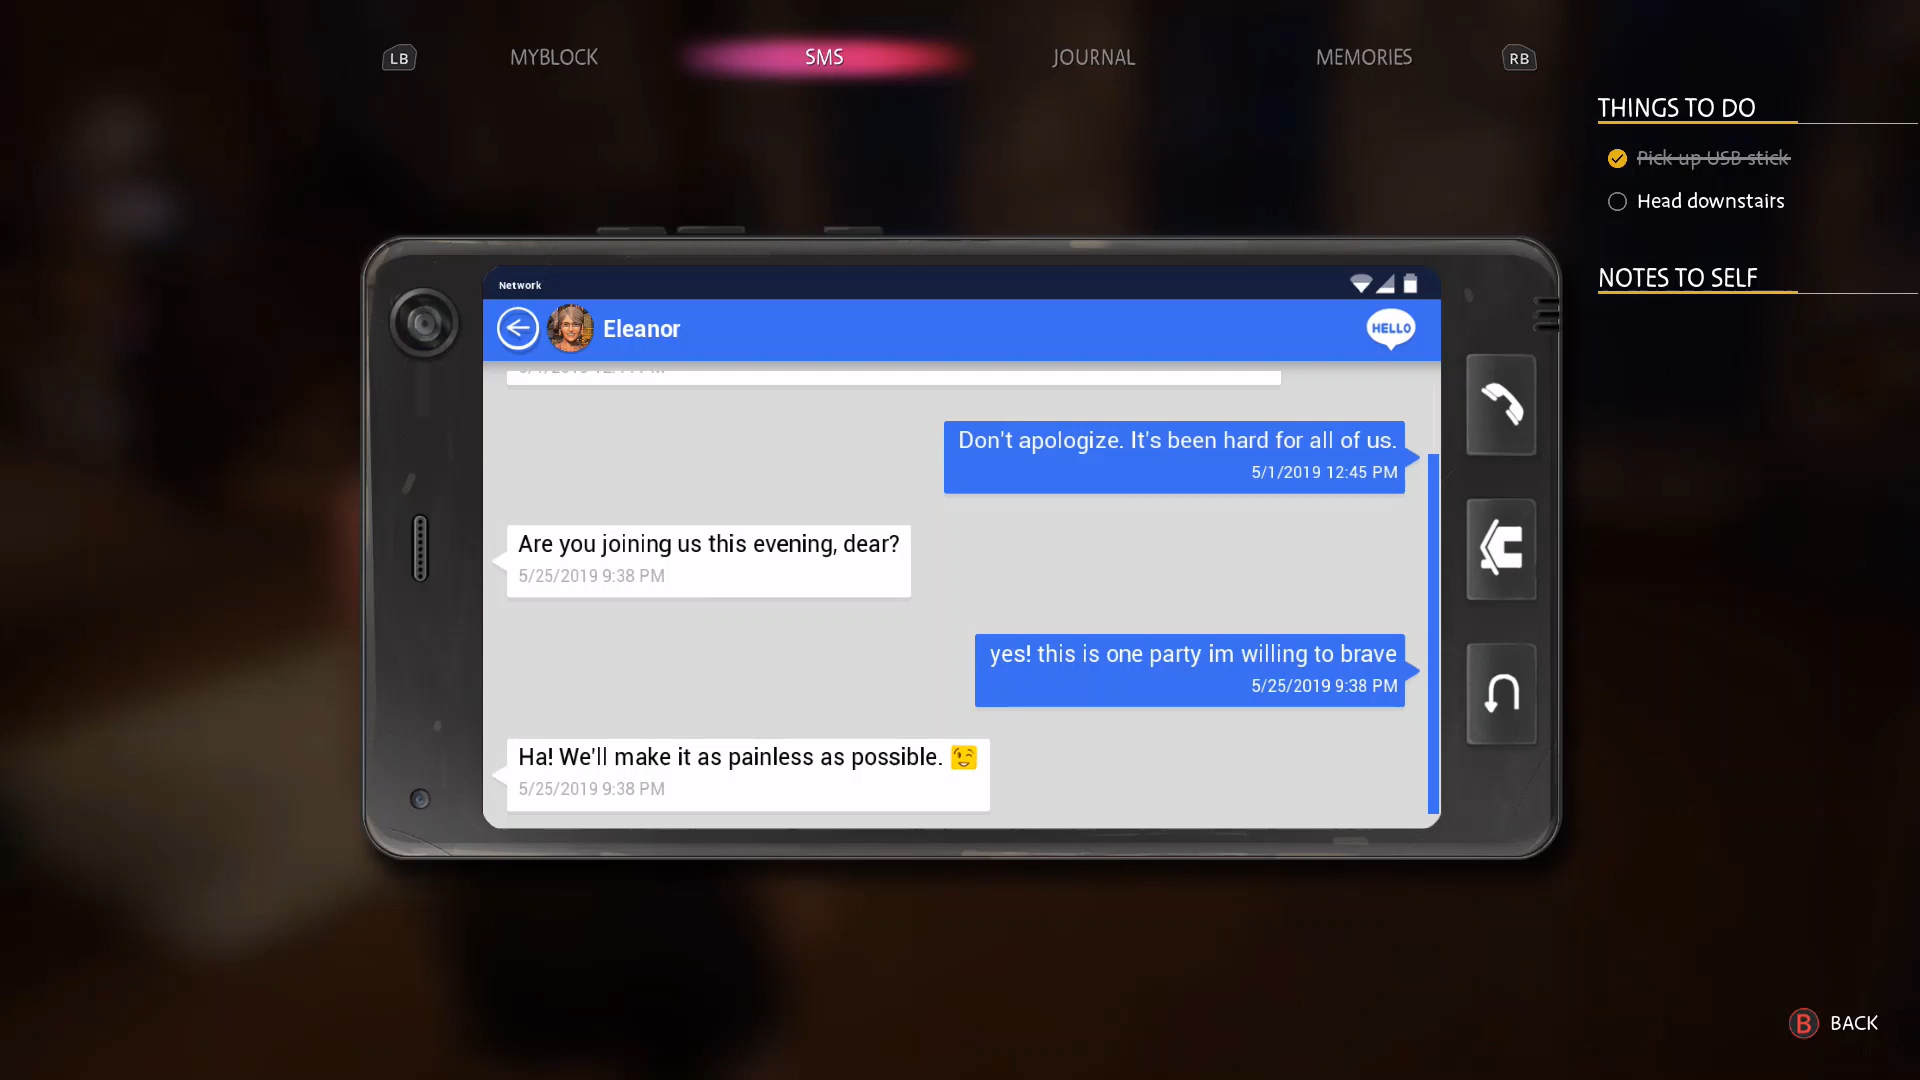 LB MYBLOCK SMS JOURNAL MEMORIES RB
THINGS TO DO
Pick up USB stick
Head downstairs
NOTES TO SELF
Network
Eleanor
HELLO
Don't apologize. It's been hard for all of us.
5/1/2019 12:45 PM
Are you joining us this evening, dear?
5/25/2019 9:38 PM
yes! this is one party im willing to brave
5/25/2019 9:38 PM
Ha! We'll make it as painless as possible.
5/25/2019 9:38 PM
B BACK